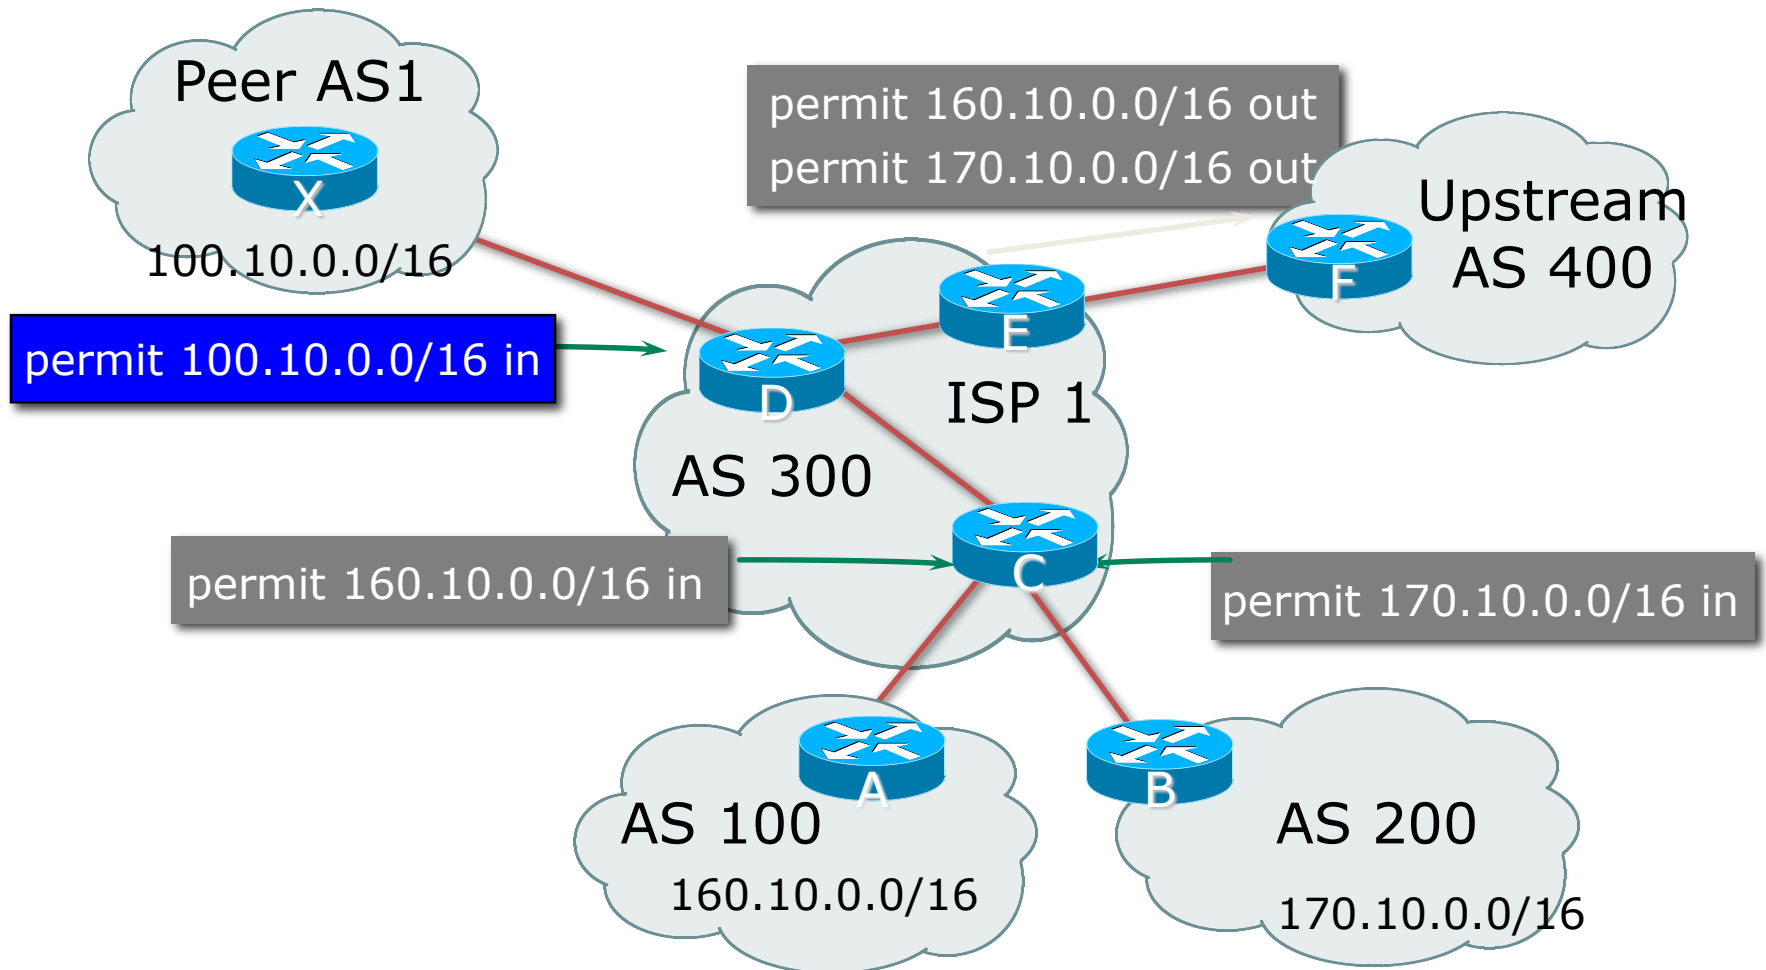 Peer AS1
X
100.10.0.0/16
permit 160.10.0.0/16 out
permit 170.10.0.0/16 out
Upstream
AS 400
F
E
permit 100.10.0.0/16 in
D
ISP 1
AS 300
permit 160.10.0.0/16 in
C
permit 170.10.0.0/16 in
A
AS 100
160.10.0.0/16
B
AS 200
170.10.0.0/16